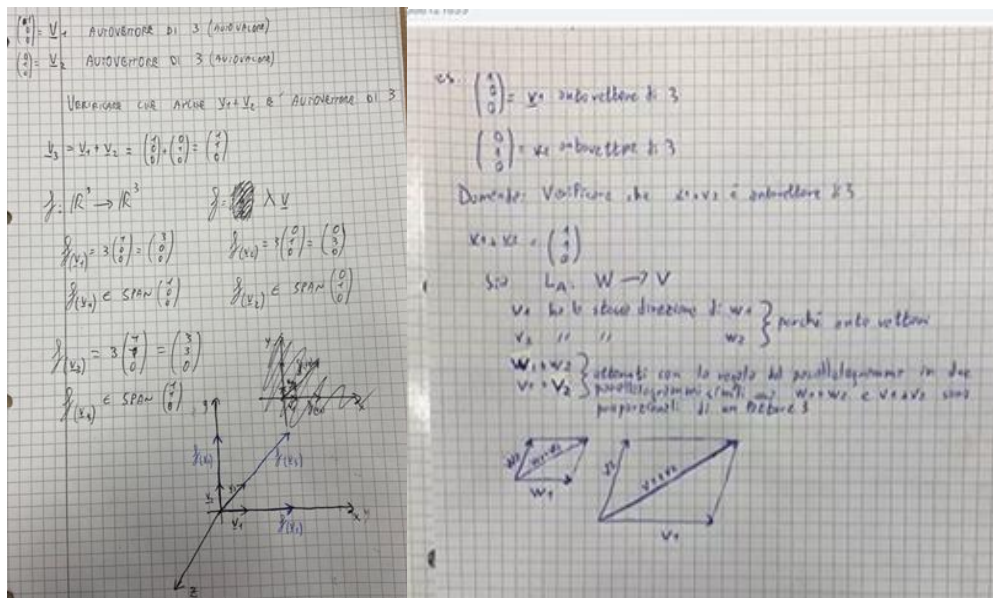 (1 0 0) = V1 AUTOVETTORE DI 3 (AUTOVALORE)
(0 1 0) = V2 AUTOVETTORE DI 3 (AUTOVALORE)
VERIFICARE CHE ANCHE V1+V2 E' AUTOVETTORE DI 3
V3 = V1 + V2 = (1 0 0) + (0 1 0) = (1 1 0)
f: R³ → R³ f = λ V
f(V1) = 3 (1 0 0) = (3 0 0) f(V2) = 3 (0 1 0) = (0 3 0)
f(V1) ∈ SPAN (1 0 0) f(V2) ∈ SPAN (0 1 0)
f(V3) = 3 (1 1 0) = (3 3 0)
∈ SPAN (1 1 0)
y
f(V2)
f(V3)
V2
V3
V1
f(V1)
x
z
es. (1 0 0) = V1 autovettore di 3
(0 1 0) = V2 autovettore di 3
Domanda: Verificare che V1+V2 è autovettore di 3
V1+V2 = (1 1 0)
Sia LA: W → V
V1 ha la stessa direzione di W1
V2 " " W2
} perché autovettori
W1+W2
V1+V2
} ottenuti con la regola del parallelogramma in due
parallelogrammi simili W1+W2 e V1+V2 sono
proporzionali di un fattore 3
W2
W1+W2
W1
V2
V1+V2
V1